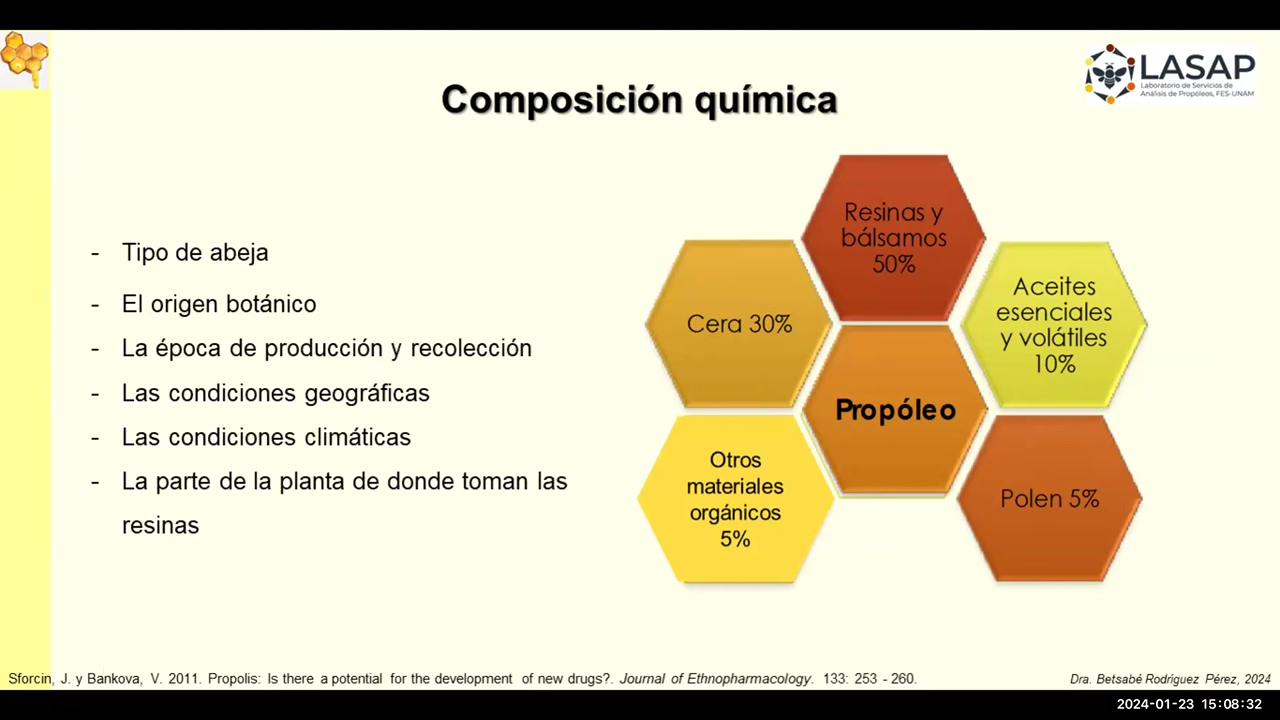 LASAP
Laboratorio de Servicios de
Análisis de Propóleos, FES-UNAM
Composición química
- Tipo de abeja
- El origen botánico
- La época de producción y recolección
- Las condiciones geográficas
- Las condiciones climáticas
- La parte de la planta de donde toman las
resinas
Resinas y
bálsamos
50%
Cera 30%
Aceites
esenciales
y volátiles
10%
Propóleo
Otros
materiales
orgánicos
5%
Polen 5%
Sforcin, J. y Bankova, V. 2011. Propolis: Is there a potential for the development of new drugs?. Journal of Ethnopharmacology. 133: 253 - 260.
Dra. Betsabé Rodríguez Pérez, 2024
2024-01-23 15:08:32